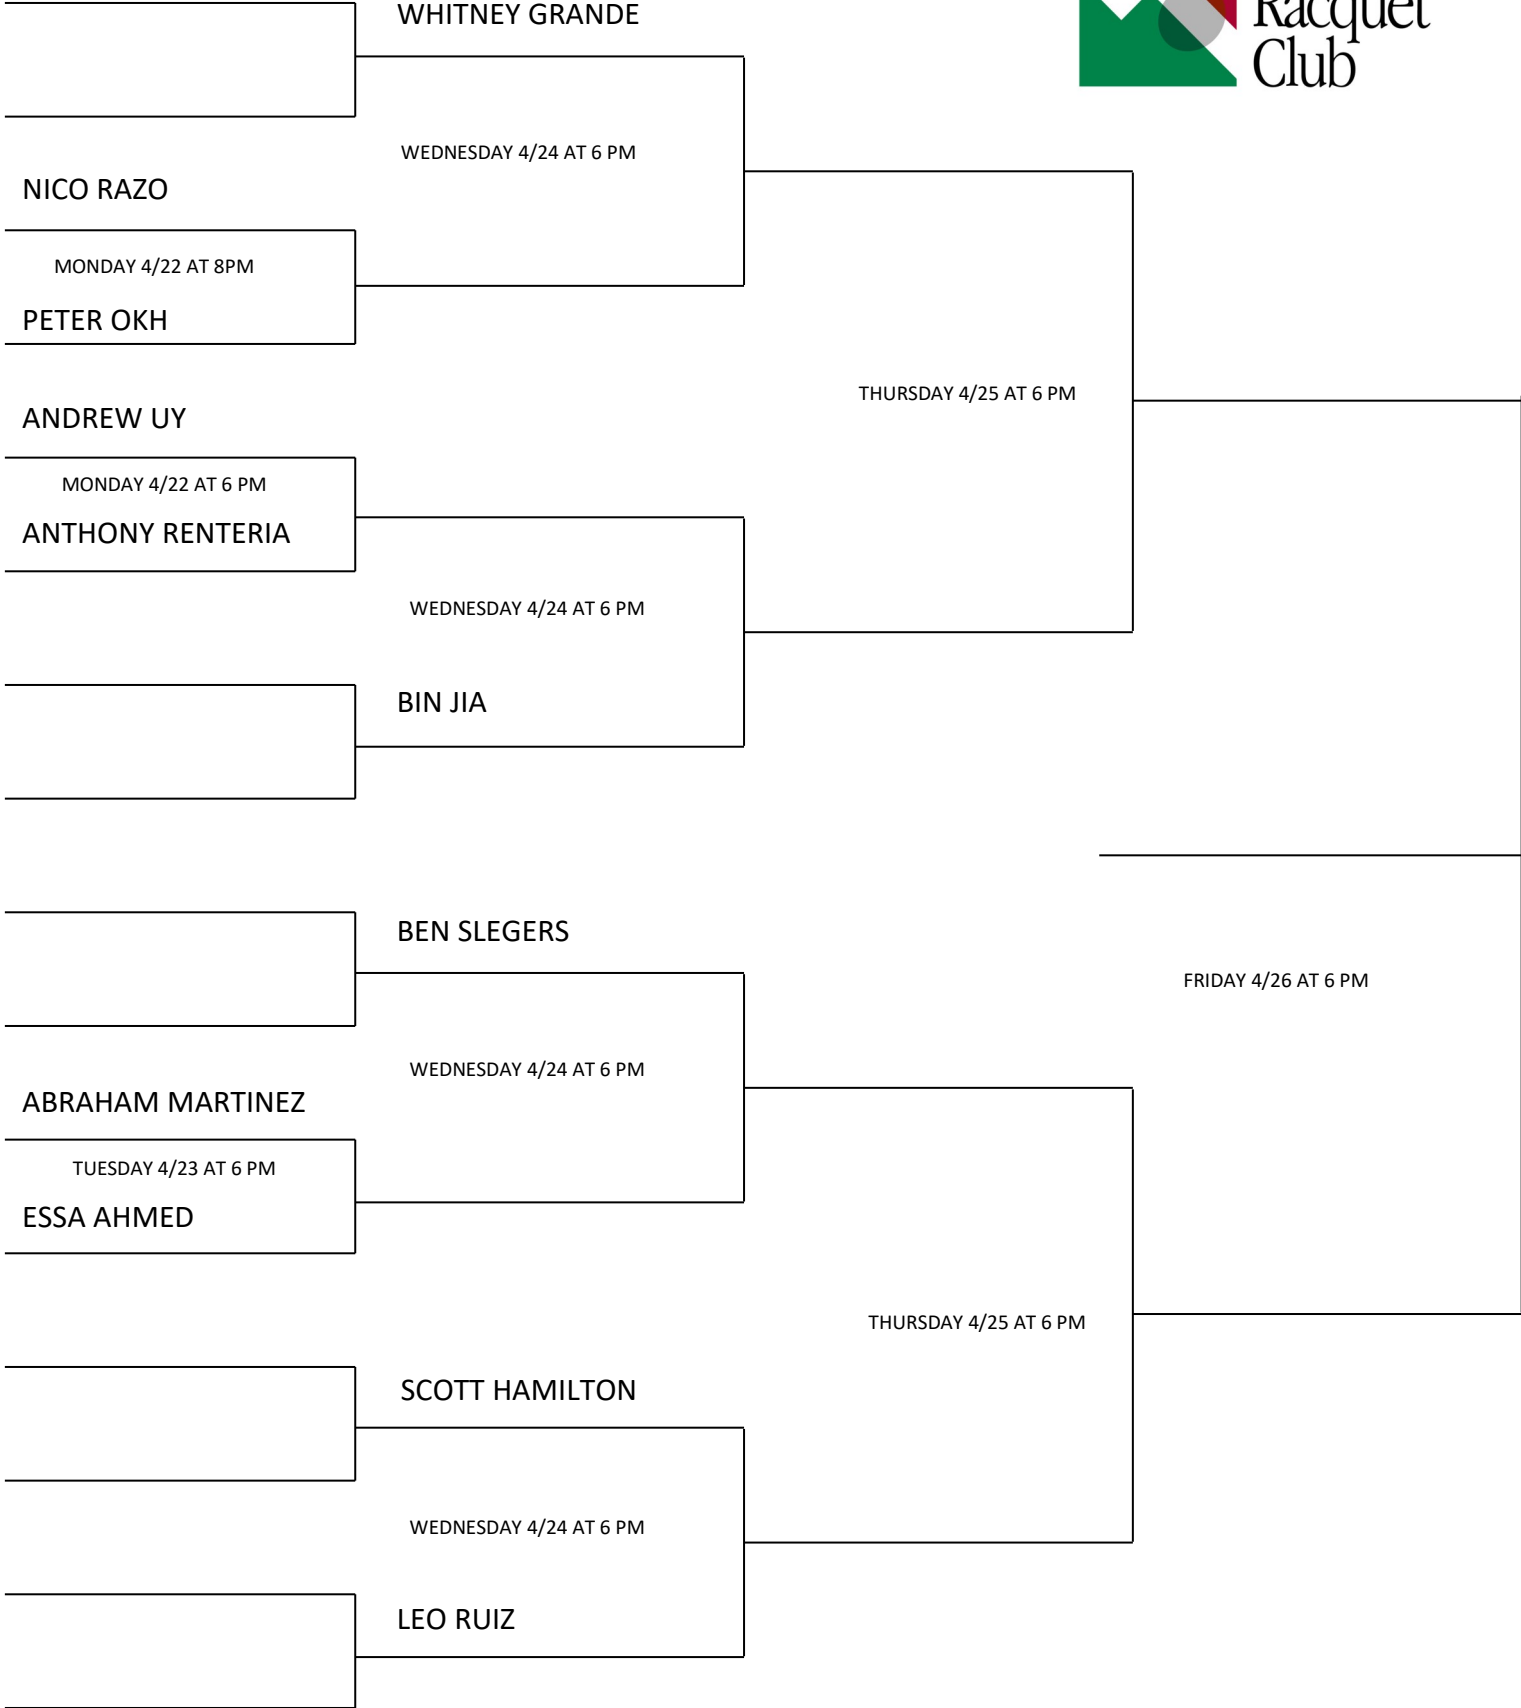 Racquet
Club
WHITNEY GRANDE
WEDNESDAY 4/24 AT 6 PM
NICO RAZO
MONDAY 4/22 AT 8PM
PETER OKH
THURSDAY 4/25 AT 6 PM
ANDREW UY
MONDAY 4/22 AT 6 PM
ANTHONY RENTERIA
WEDNESDAY 4/24 AT 6 PM
BIN JIA
BEN SLEGERS
FRIDAY 4/26 AT 6 PM
WEDNESDAY 4/24 AT 6 PM
ABRAHAM MARTINEZ
TUESDAY 4/23 AT 6 PM
ESSA AHMED
THURSDAY 4/25 AT 6 PM
SCOTT HAMILTON
WEDNESDAY 4/24 AT 6 PM
LEO RUIZ